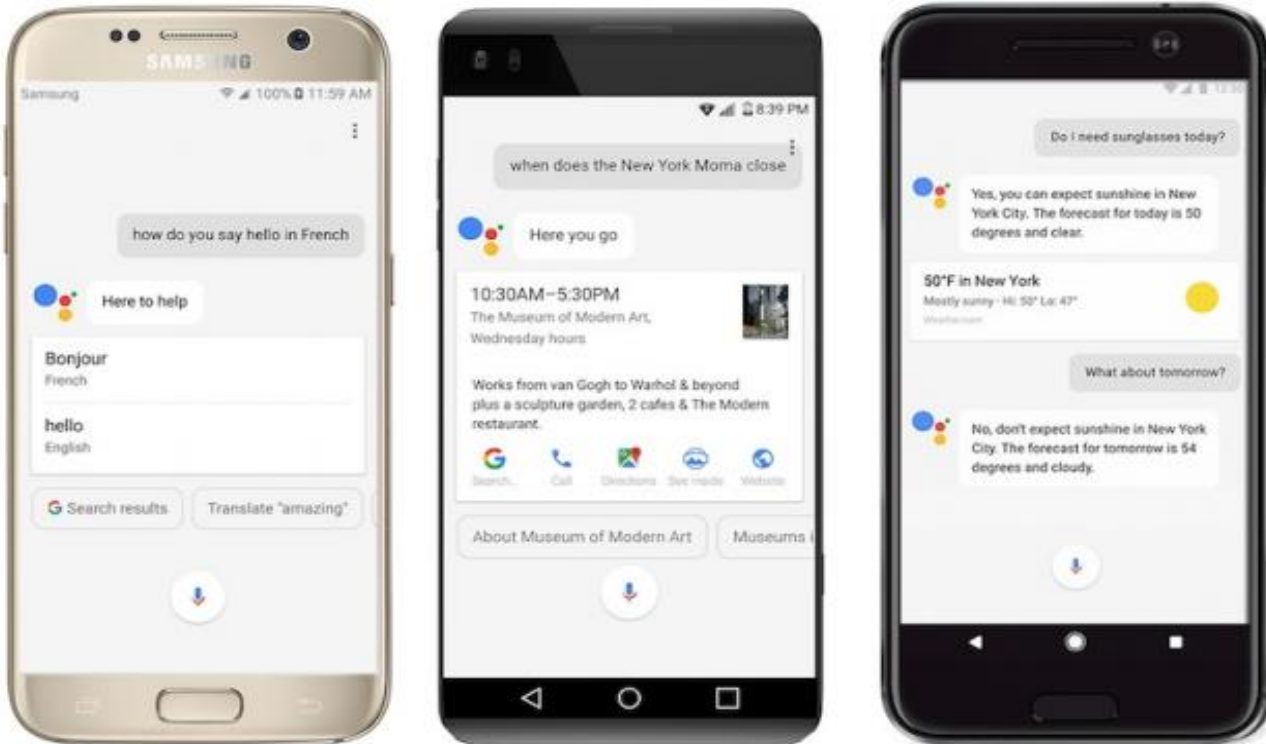 SAMSUNG
Samsung
100% 11:59 AM
how do you say hello in French
Here to help
Bonjour
French
hello
English
G Search results
Translate "amazing"
8:39 PM
when does the New York Moma close
Here you go
10:30AM–5:30PM
The Museum of Modern Art,
Wednesday hours
Works from van Gogh to Warhol & beyond
plus a sculpture garden, 2 cafes & The Modern
restaurant.
G
Search..
Call
Directions
See inside
Website
About Museum of Modern Art
Museums i
12:30
Do I need sunglasses today?
Yes, you can expect sunshine in New
York City. The forecast for today is 50
degrees and clear.
50°F in New York
Mostly sunny · Hi: 50° Lo: 47°
What about tomorrow?
No, don't expect sunshine in New York
City. The forecast for tomorrow is 54
degrees and cloudy.